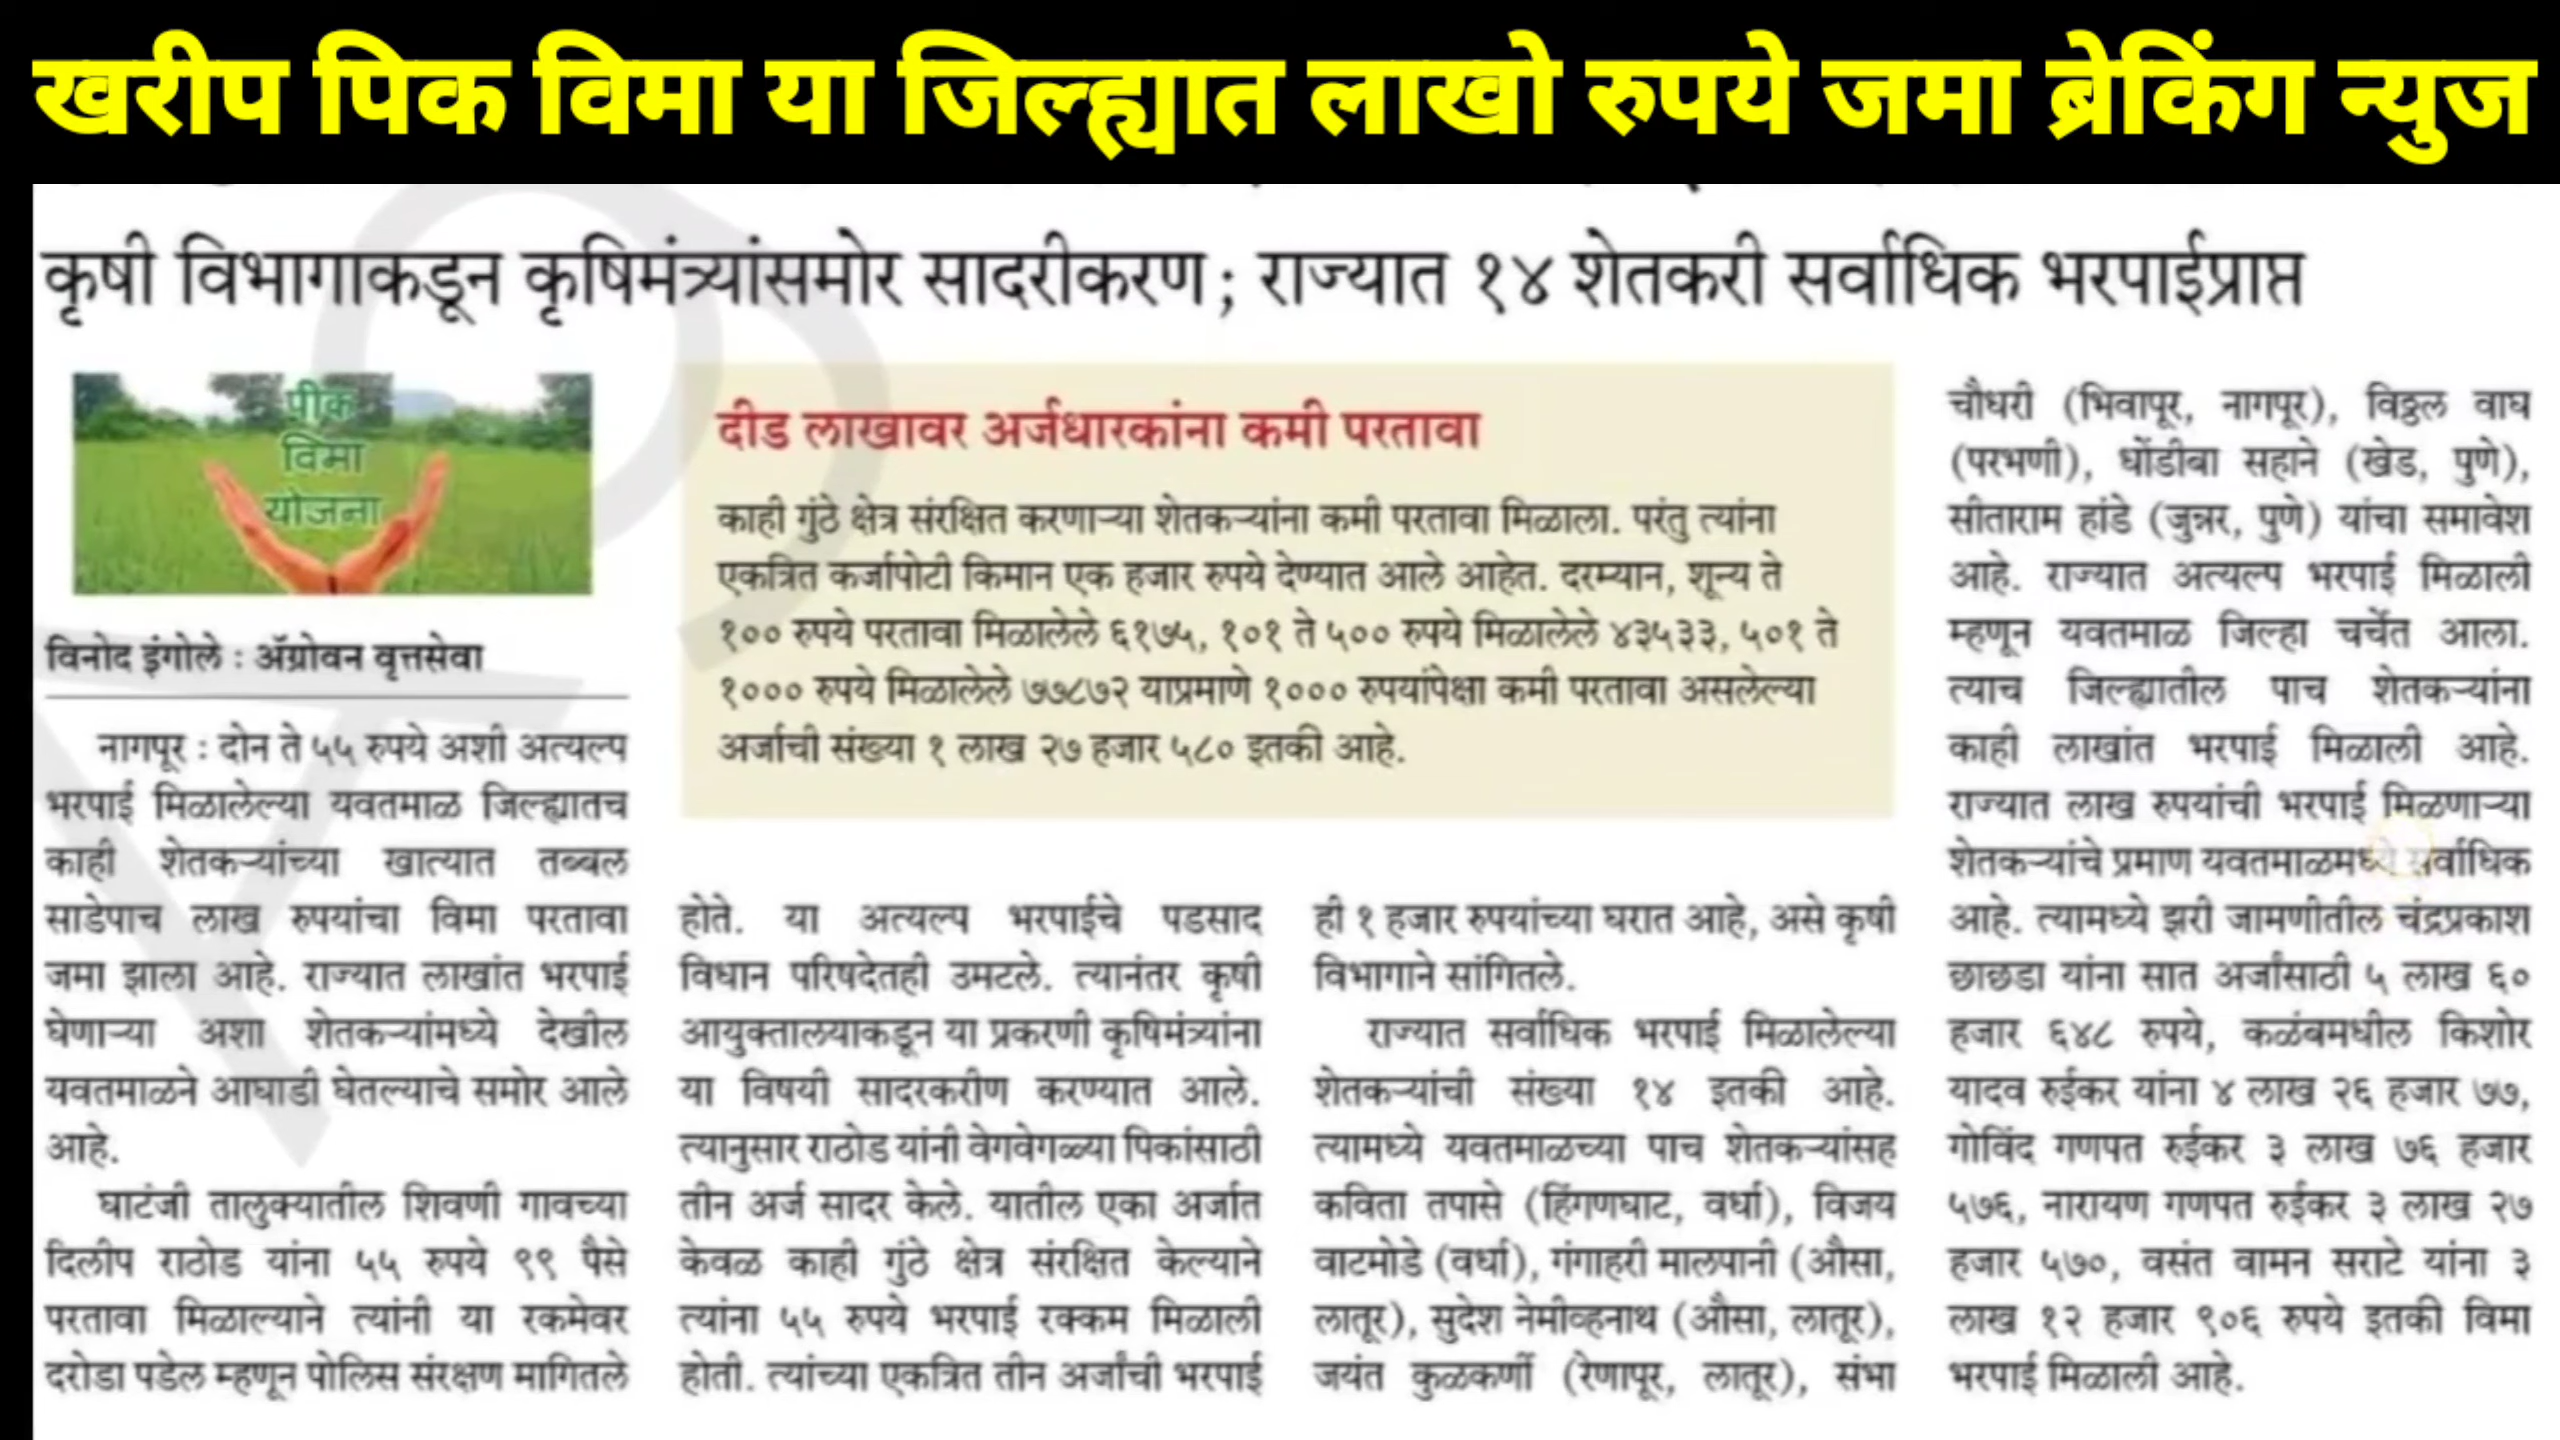 खरीप पिक विमा या जिल्ह्यात लाखो रुपये जमा ब्रेकिंग न्युज
कृषी विभागाकडून कृषिमंत्र्यांसमोर सादरीकरण; राज्यात १४ शेतकरी सर्वाधिक भरपाईप्राप्त
पीक
विमा
योजना
विनोद इंगोले : ॲग्रोवन वृत्तसेवा
नागपूर : दोन ते ५५ रुपये अशी अत्यल्प
भरपाई मिळालेल्या यवतमाळ जिल्ह्यातच
काही शेतकऱ्यांच्या खात्यात तब्बल
साडेपाच लाख रुपयांचा विमा परतावा
जमा झाला आहे. राज्यात लाखांत भरपाई
घेणाऱ्या अशा शेतकऱ्यांमध्ये देखील
यवतमाळने आघाडी घेतल्याचे समोर आले
आहे.
घाटंजी तालुक्यातील शिवणी गावच्या
दिलीप राठोड यांना ५५ रुपये ९९ पैसे
परतावा मिळाल्याने त्यांनी या रकमेवर
दरोडा पडेल म्हणून पोलिस संरक्षण मागितले
दीड लाखावर अर्जधारकांना कमी परतावा
काही गुंठे क्षेत्र संरक्षित करणाऱ्या शेतकऱ्यांना कमी परतावा मिळाला. परंतु त्यांना
एकत्रित कर्जापोटी किमान एक हजार रुपये देण्यात आले आहेत. दरम्यान, शून्य ते
१०० रुपये परतावा मिळालेले ६१७५, १०१ ते ५०० रुपये मिळालेले ४३५३३, ५०१ ते
१००० रुपये मिळालेले ७७८७२ याप्रमाणे १००० रुपयांपेक्षा कमी परतावा असलेल्या
अर्जाची संख्या १ लाख २७ हजार ५८० इतकी आहे.
होते. या अत्यल्प भरपाईचे पडसाद
विधान परिषदेतही उमटले. त्यानंतर कृषी
आयुक्तालयाकडून या प्रकरणी कृषिमंत्र्यांना
या विषयी सादरकरीण करण्यात आले.
त्यानुसार राठोड यांनी वेगवेगळ्या पिकांसाठी
तीन अर्ज सादर केले. यातील एका अर्जात
केवळ काही गुंठे क्षेत्र संरक्षित केल्याने
त्यांना ५५ रुपये भरपाई रक्कम मिळाली
होती. त्यांच्या एकत्रित तीन अर्जांची भरपाई
ही १ हजार रुपयांच्या घरात आहे, असे कृषी
विभागाने सांगितले.
राज्यात सर्वाधिक भरपाई मिळालेल्या
शेतकऱ्यांची संख्या १४ इतकी आहे.
त्यामध्ये यवतमाळच्या पाच शेतकऱ्यांसह
कविता तपासे (हिंगणघाट, वर्धा), विजय
वाटमोडे (वर्धा), गंगाहरी मालपानी (औसा,
लातूर), सुदेश नेमीव्हनाथ (औसा, लातूर),
जयंत कुळकर्णी (रेणापूर, लातूर), संभा
चौधरी (भिवापूर, नागपूर), विठ्ठल वाघ
(परभणी), धोंडीबा सहाने (खेड, पुणे),
सीताराम हांडे (जुन्नर, पुणे) यांचा समावेश
आहे. राज्यात अत्यल्प भरपाई मिळाली
म्हणून यवतमाळ जिल्हा चर्चेत आला.
त्याच जिल्ह्यातील पाच शेतकऱ्यांना
काही लाखांत भरपाई मिळाली आहे.
राज्यात लाख रुपयांची भरपाई मिळणाऱ्या
शेतकऱ्यांचे प्रमाण यवतमाळमध्ये सर्वाधिक
आहे. त्यामध्ये झरी जामणीतील चंद्रप्रकाश
छाछडा यांना सात अर्जांसाठी ५ लाख ६०
हजार ६४८ रुपये, कळंबमधील किशोर
यादव रुईकर यांना ४ लाख २६ हजार ७७,
गोविंद गणपत रुईकर ३ लाख ७६ हजार
५७६, नारायण गणपत रुईकर ३ लाख २७
हजार ५७०, वसंत वामन सराटे यांना ३
लाख १२ हजार ९०६ रुपये इतकी विमा
भरपाई मिळाली आहे.